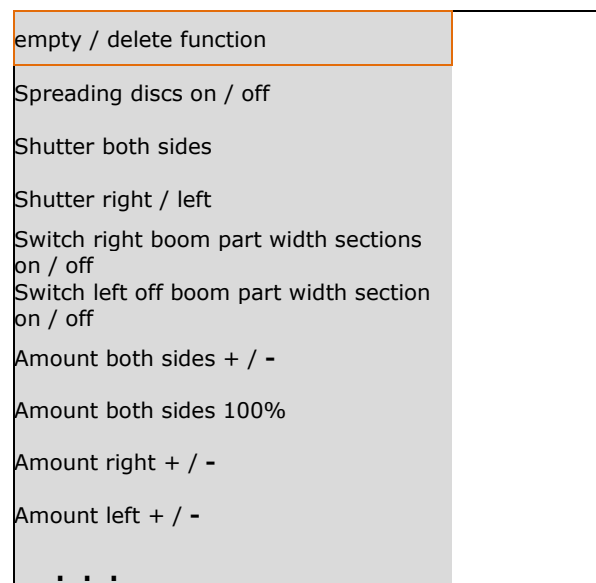 empty / delete function
Spreading discs on / off
Shutter both sides
Shutter right / left
Switch right boom part width sections
on / off
Switch left off boom part width section
on / off
Amount both sides + / -
Amount both sides 100%
Amount right + / -
Amount left + / -
...